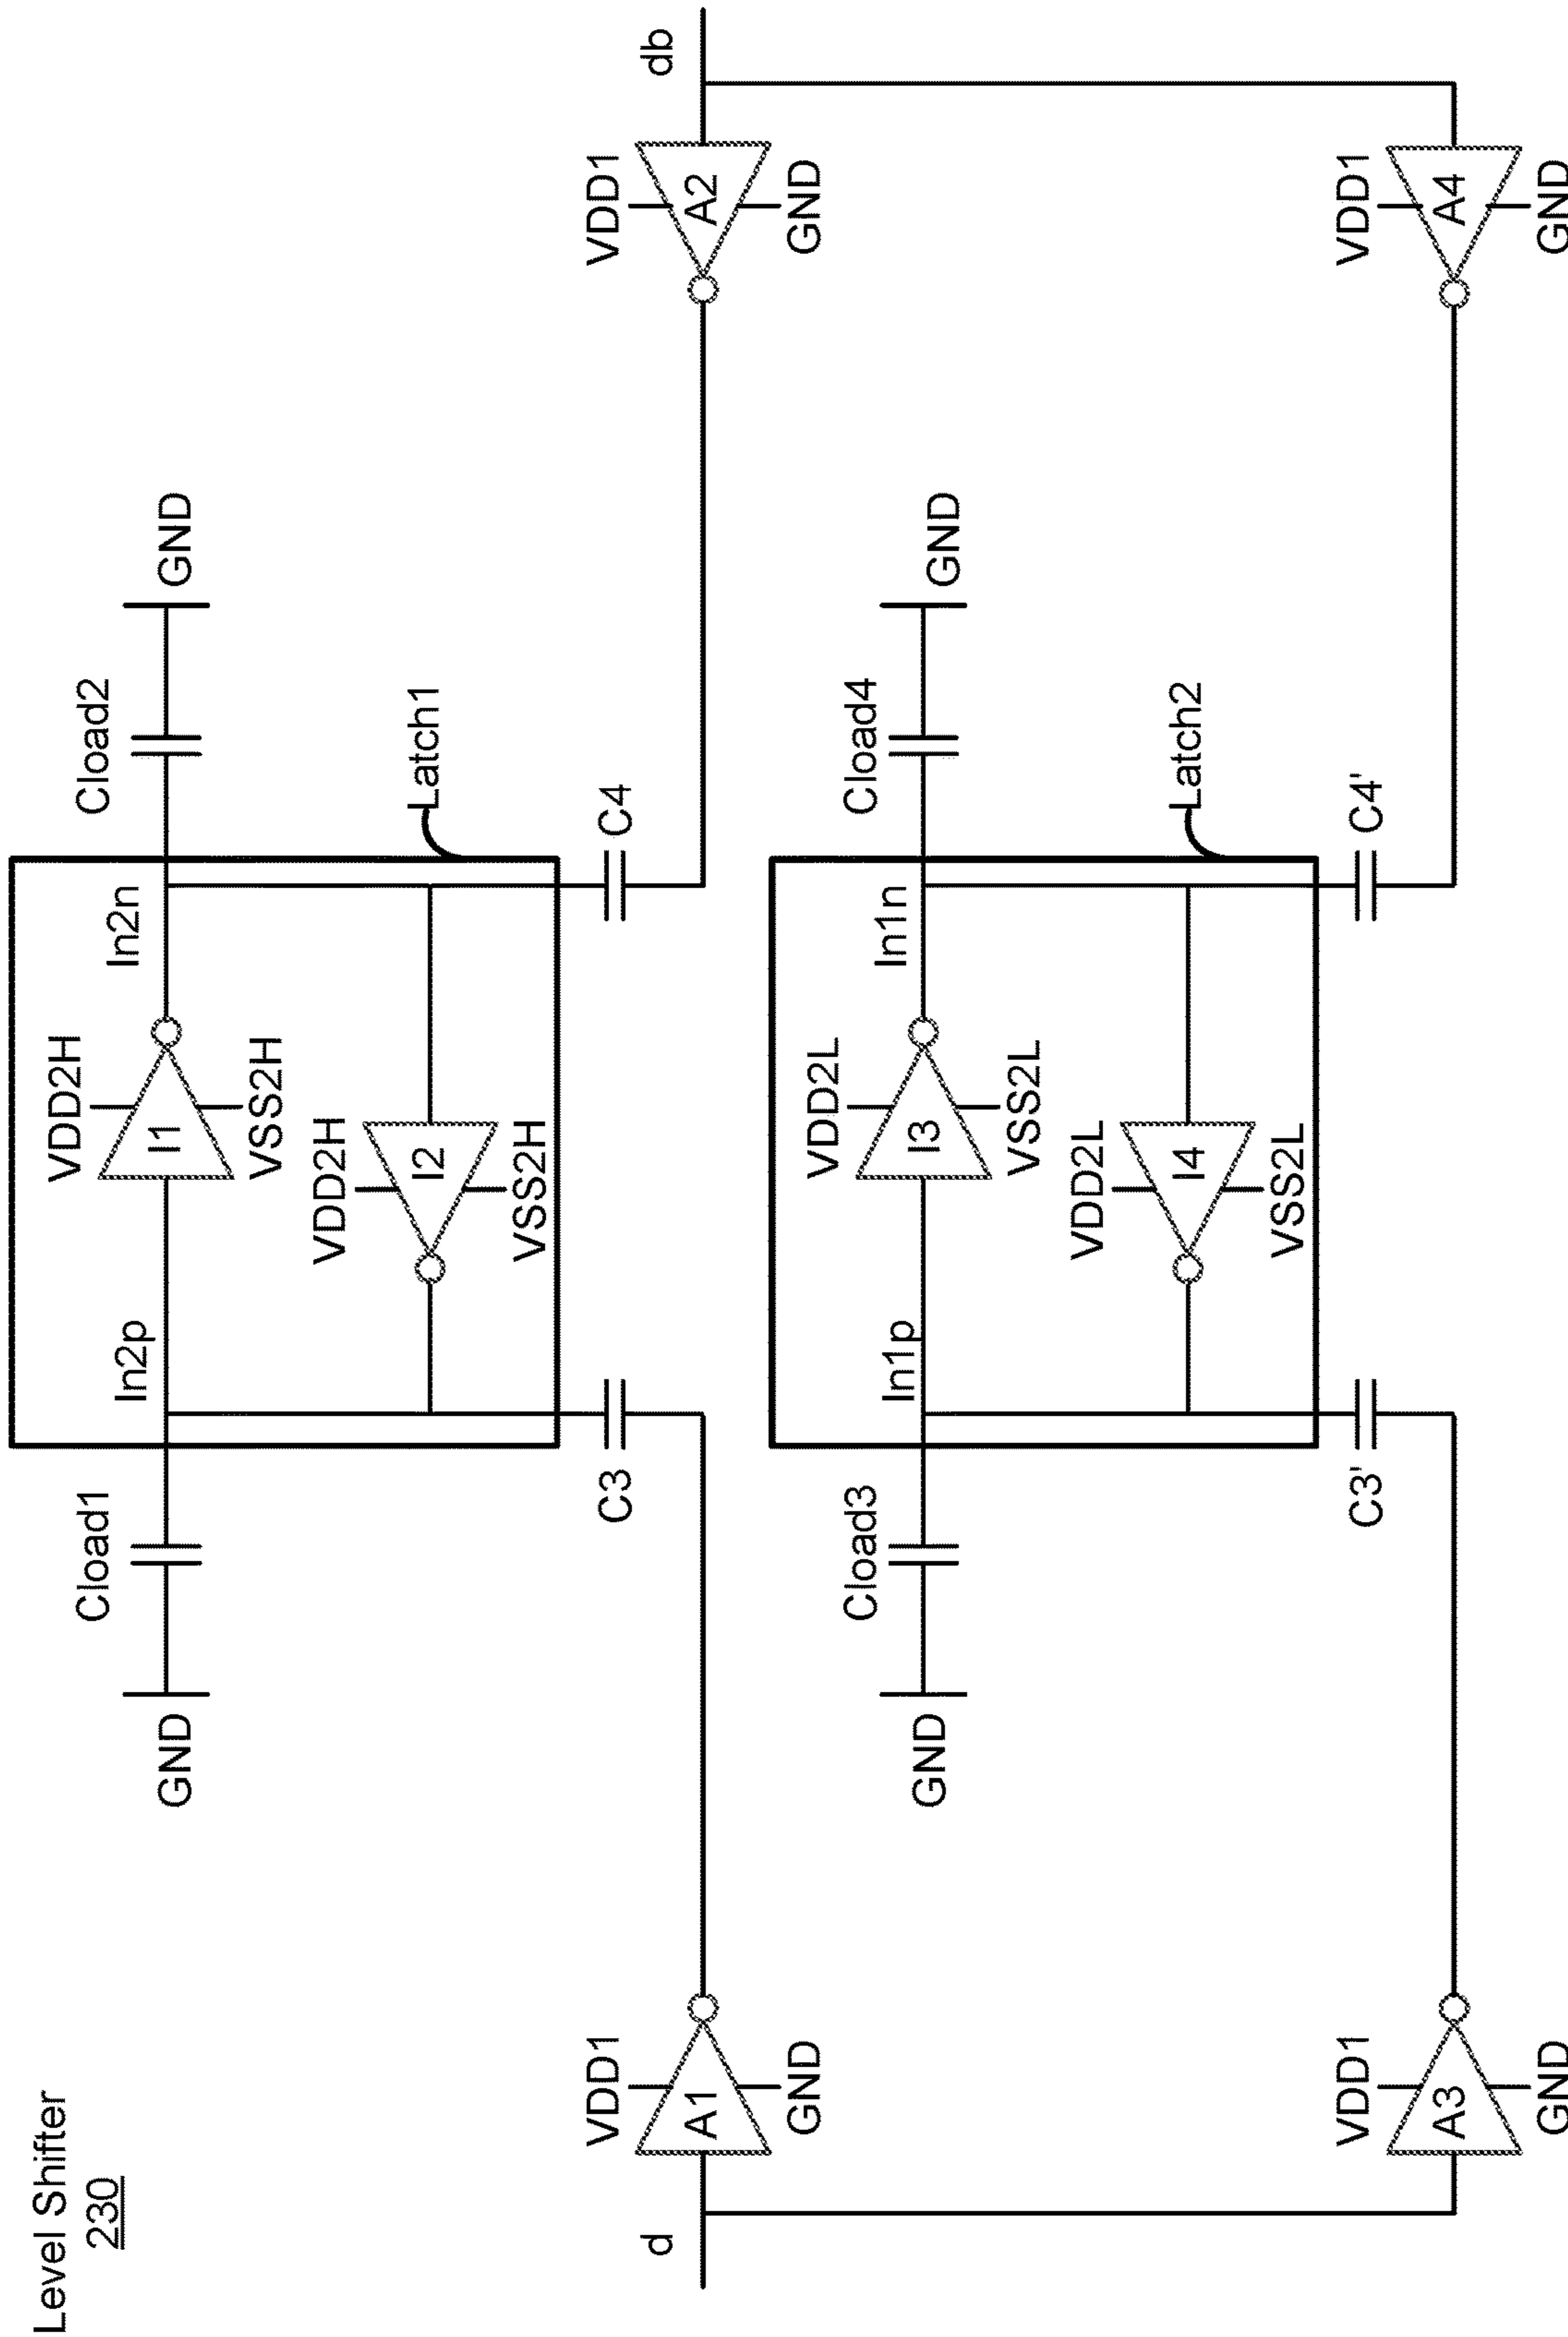 Level Shifter
230
VDD2H
I1
VSS2H
In2p
In2n
Cload1
GND
Cload2
GND
VDD2H
I2
VSS2H
Latch1
C3
C4
d
VDD1
A1
GND
db
VDD1
A2
GND
VDD2L
I3
VSS2L
In1p
In1n
Cload3
GND
Cload4
GND
VDD2L
I4
VSS2L
Latch2
C3'
C4'
VDD1
A3
GND
VDD1
A4
GND